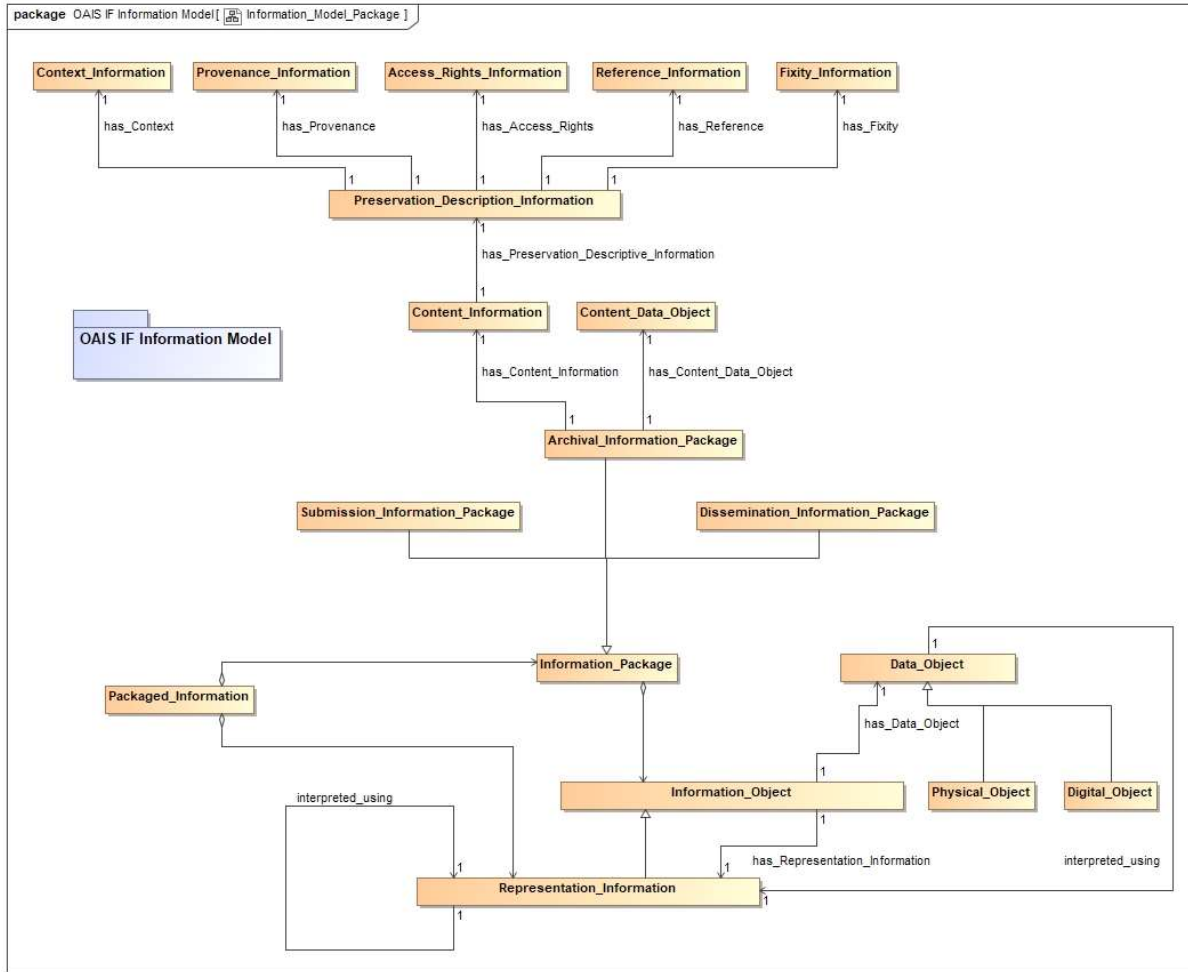 package OAIS IF Information Model[ Information_Model_Package ]
Context_Information
Provenance_Information
Access_Rights_Information
Reference_Information
Fixity_Information
1
1
1
1
1
has_Context
has_Provenance
has_Access_Rights
has_Reference
has_Fixity
1
1
1
1
1
Preservation_Description_Information
1
has_Preservation_Descriptive_Information
1
Content_Information
Content_Data_Object
OAIS IF Information Model
1
1
has_Content_Information
has_Content_Data_Object
1
1
Archival_Information_Package
Submission_Information_Package
Dissemination_Information_Package
1
Information_Package
Data_Object
Packaged_Information
1
has_Data_Object
1
Information_Object
Physical_Object
Digital_Object
interpreted_using
1
has_Representation_Information
interpreted_using
1
1
Representation_Information
1
1